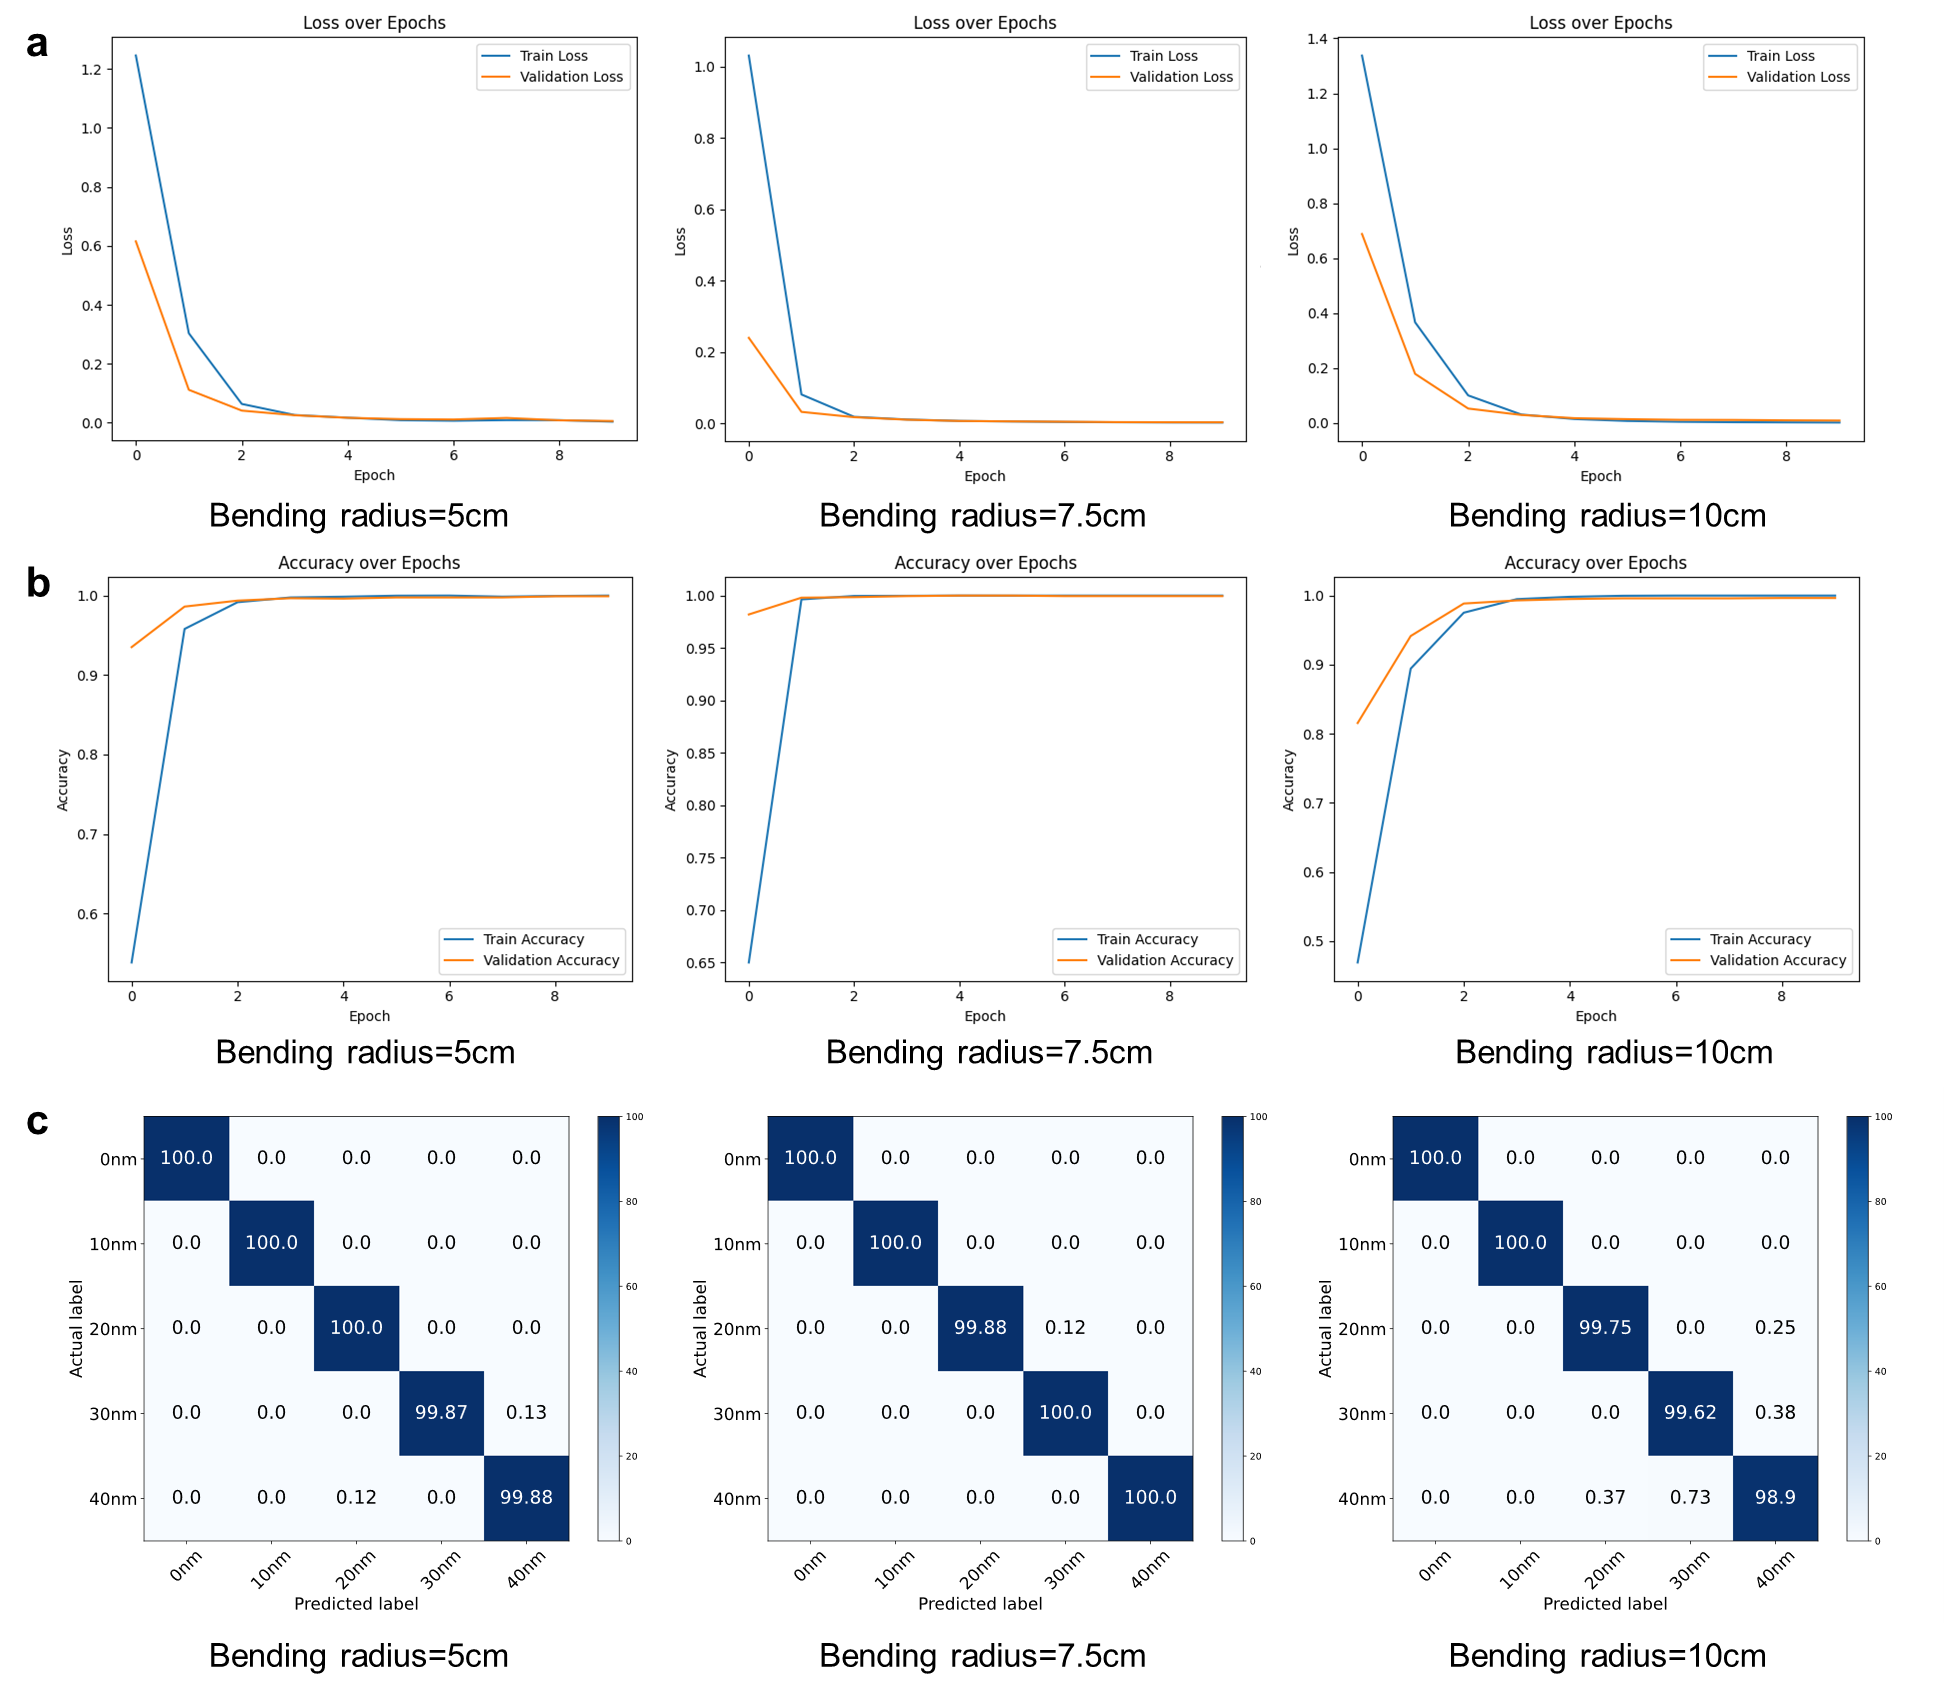 a
Loss over Epochs
Train Loss
Validation Loss
1.2
1.0
0.8
0.6
0.4
0.2
0.0
Loss
0 2 4 6 8
Epoch
Bending radius=5cm
Loss over Epochs
Train Loss
Validation Loss
1.0
0.8
0.6
0.4
0.2
0.0
Loss
0 2 4 6 8
Epoch
Bending radius=7.5cm
Loss over Epochs
Train Loss
Validation Loss
1.4
1.2
1.0
0.8
0.6
0.4
0.2
0.0
Loss
0 2 4 6 8
Epoch
Bending radius=10cm
b
Accuracy over Epochs
1.0
0.9
0.8
0.7
0.6
Accuracy
Train Accuracy
Validation Accuracy
0 2 4 6 8
Epoch
Bending radius=5cm
Accuracy over Epochs
1.00
0.95
0.90
0.85
0.80
0.75
0.70
0.65
Accuracy
Train Accuracy
Validation Accuracy
0 2 4 6 8
Epoch
Bending radius=7.5cm
Accuracy over Epochs
1.0
0.9
0.8
0.7
0.6
0.5
Accuracy
Train Accuracy
Validation Accuracy
0 2 4 6 8
Epoch
Bending radius=10cm
c
Actual label
0nm 100.0 0.0 0.0 0.0 0.0
10nm 0.0 100.0 0.0 0.0 0.0
20nm 0.0 0.0 100.0 0.0 0.0
30nm 0.0 0.0 0.0 99.87 0.13
40nm 0.0 0.0 0.12 0.0 99.88
0nm 10nm 20nm 30nm 40nm
Predicted label
100
80
60
40
20
0
Bending radius=5cm
Actual label
0nm 100.0 0.0 0.0 0.0 0.0
10nm 0.0 100.0 0.0 0.0 0.0
20nm 0.0 0.0 99.88 0.12 0.0
30nm 0.0 0.0 0.0 100.0 0.0
40nm 0.0 0.0 0.0 0.0 100.0
0nm 10nm 20nm 30nm 40nm
Predicted label
100
80
60
40
20
0
Bending radius=7.5cm
Actual label
0nm 100.0 0.0 0.0 0.0 0.0
10nm 0.0 100.0 0.0 0.0 0.0
20nm 0.0 0.0 99.75 0.0 0.25
30nm 0.0 0.0 0.0 99.62 0.38
40nm 0.0 0.0 0.37 0.73 98.9
0nm 10nm 20nm 30nm 40nm
Predicted label
100
80
60
40
20
0
Bending radius=10cm